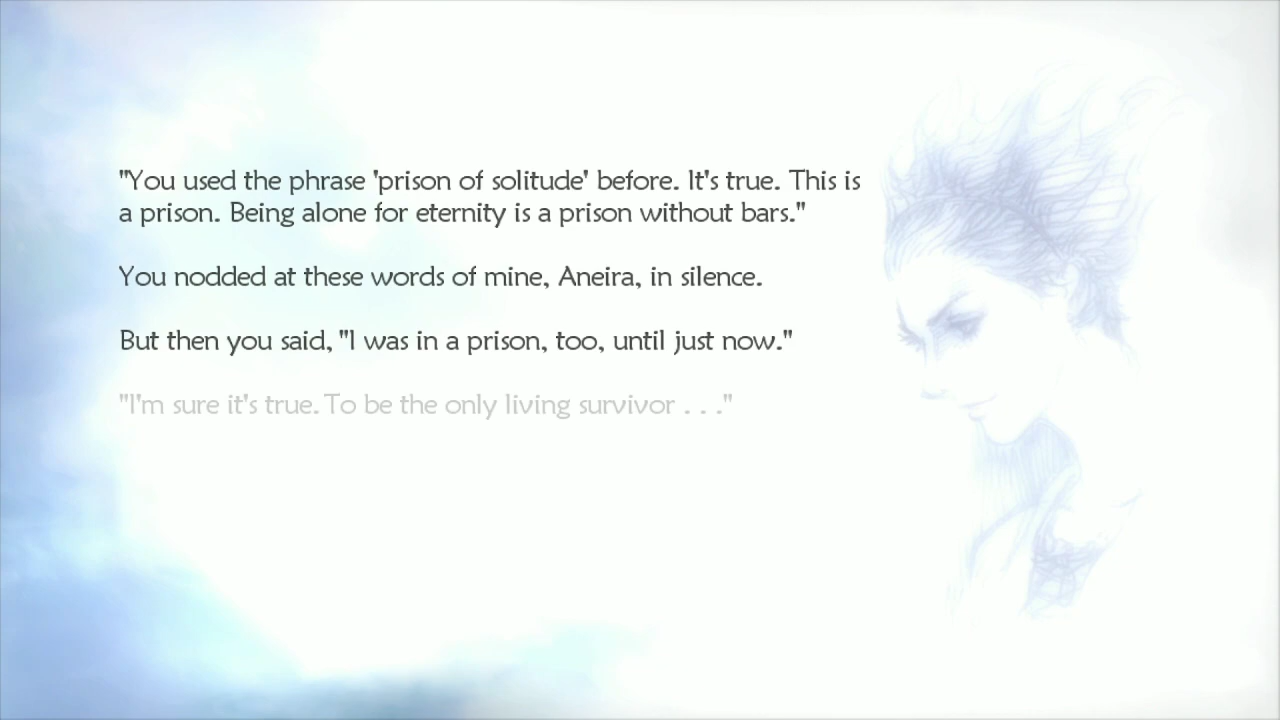 "You used the phrase 'prison of solitude' before. It's true. This is
a prison. Being alone for eternity is a prison without bars."
You nodded at these words of mine, Aneira, in silence.
But then you said, "I was in a prison, too, until just now."
"I'm sure it's true. To be the only living survivor . . ."